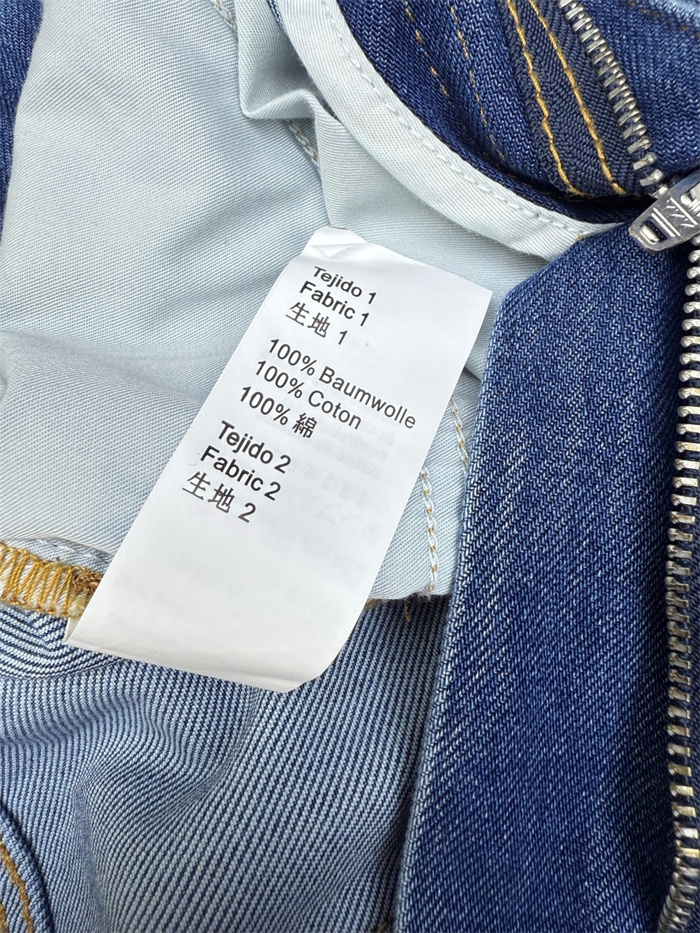 Tejido 1
Fabric 1
生地 1
100% Baumwolle
100% Coton
100% 綿
Tejido 2
Fabric 2
生地 2